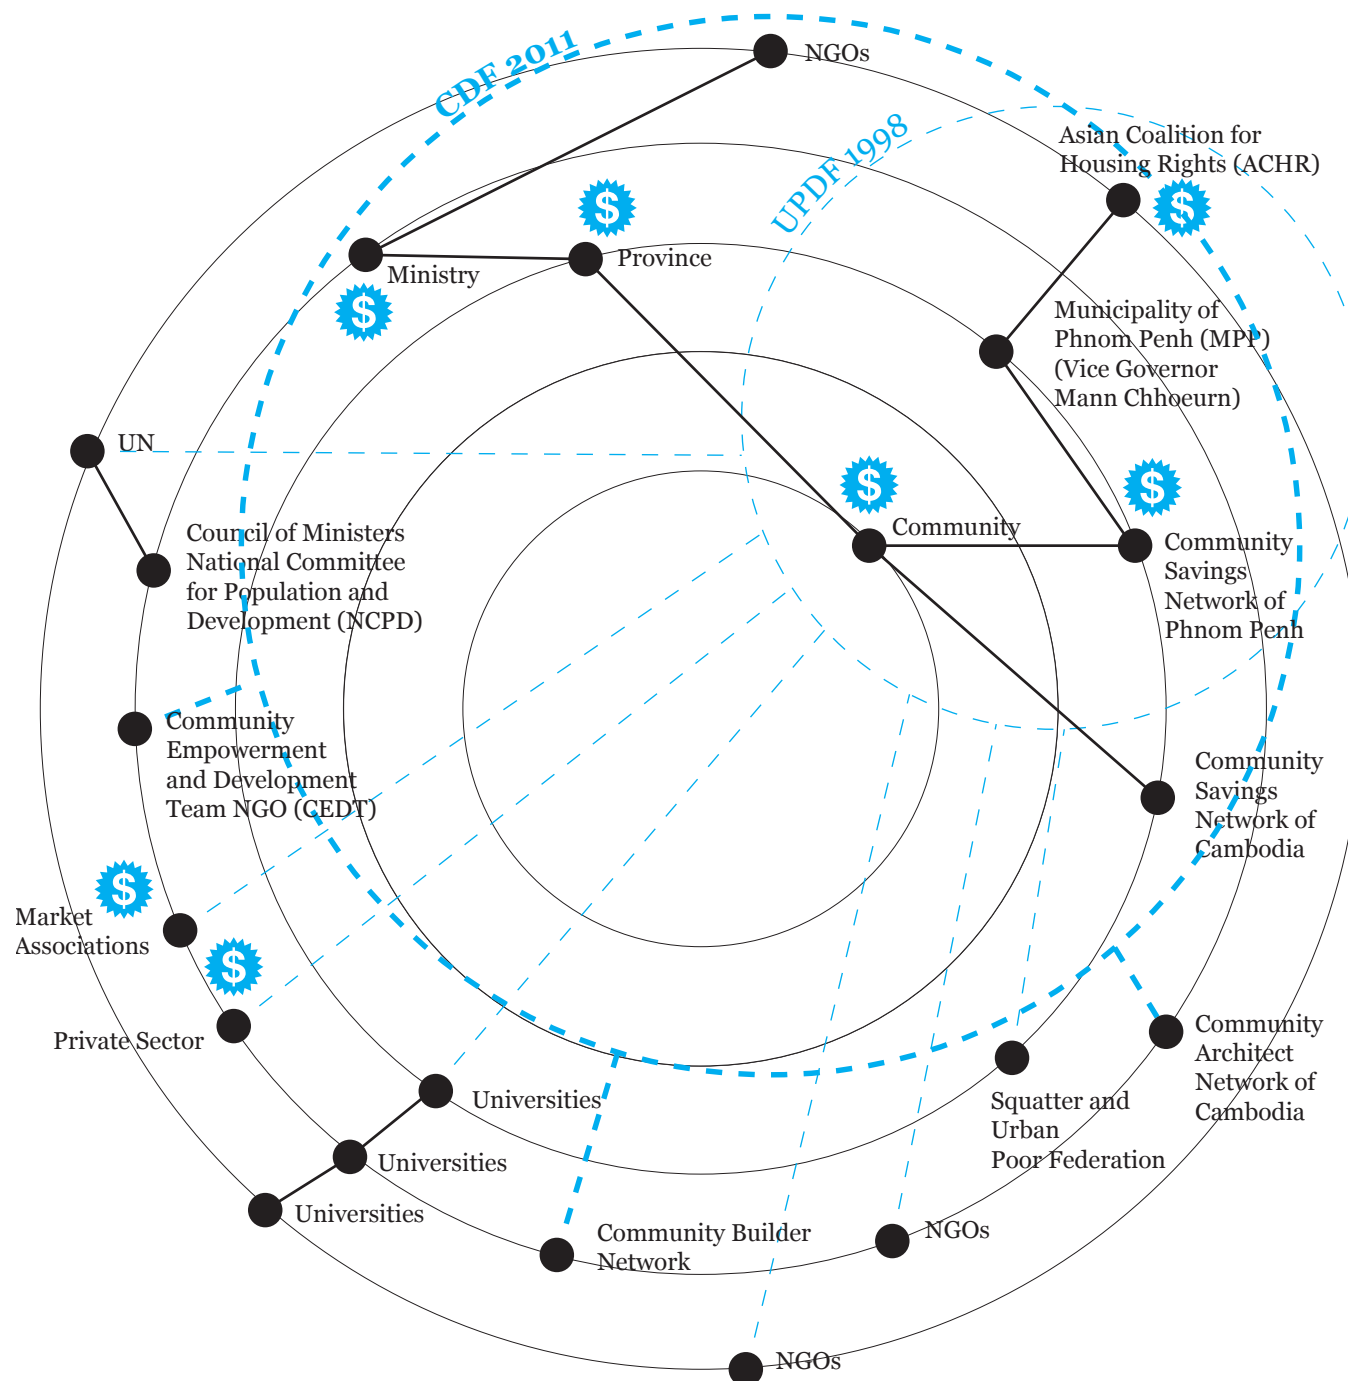 CDF 2011
NGOs
UPDF 1998
Asian Coalition for
Housing Rights (ACHR)
$
$
Province
Ministry
$
Municipality of
Phnom Penh (MPP)
(Vice Governor
Mann Chhoeurn)
UN
$
$
Community
Council of Ministers
National Committee
for Population and
Development (NCPD)
Community
Savings
Network of
Phnom Penh
Community
Empowerment
and Development
Team NGO (CEDT)
Community
Savings
Network of
Cambodia
$
Market
Associations
$
Private Sector
Community
Architect
Network of
Cambodia
Universities
Squatter and
Urban
Poor Federation
Universities
Universities
Community Builder
Network
NGOs
NGOs